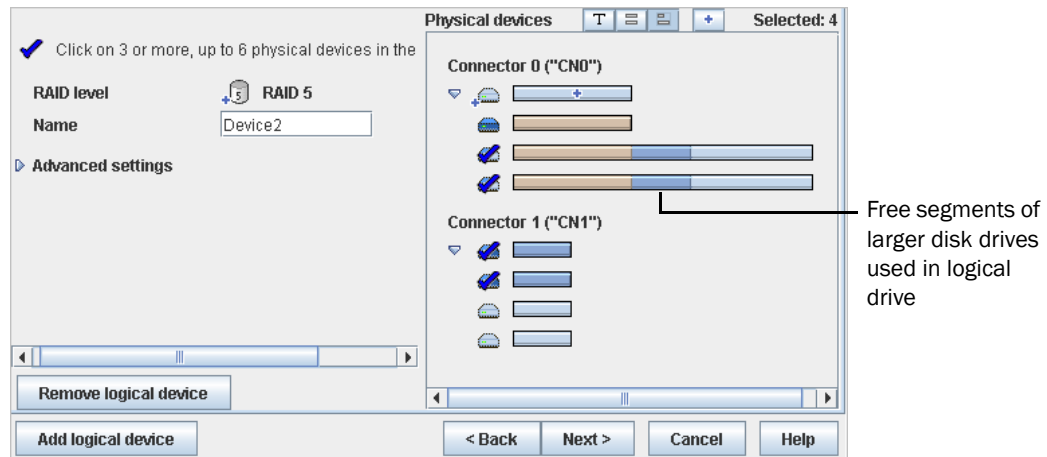 Physical devices T Selected: 4
Click on 3 or more, up to 6 physical devices in the
RAID level 5 RAID 5
Name Device2
Advanced settings
Connector 0 ("CN0")
Connector 1 ("CN1")
Free segments of
larger disk drives
used in logical
drive
Remove logical device
Add logical device
< Back Next > Cancel Help